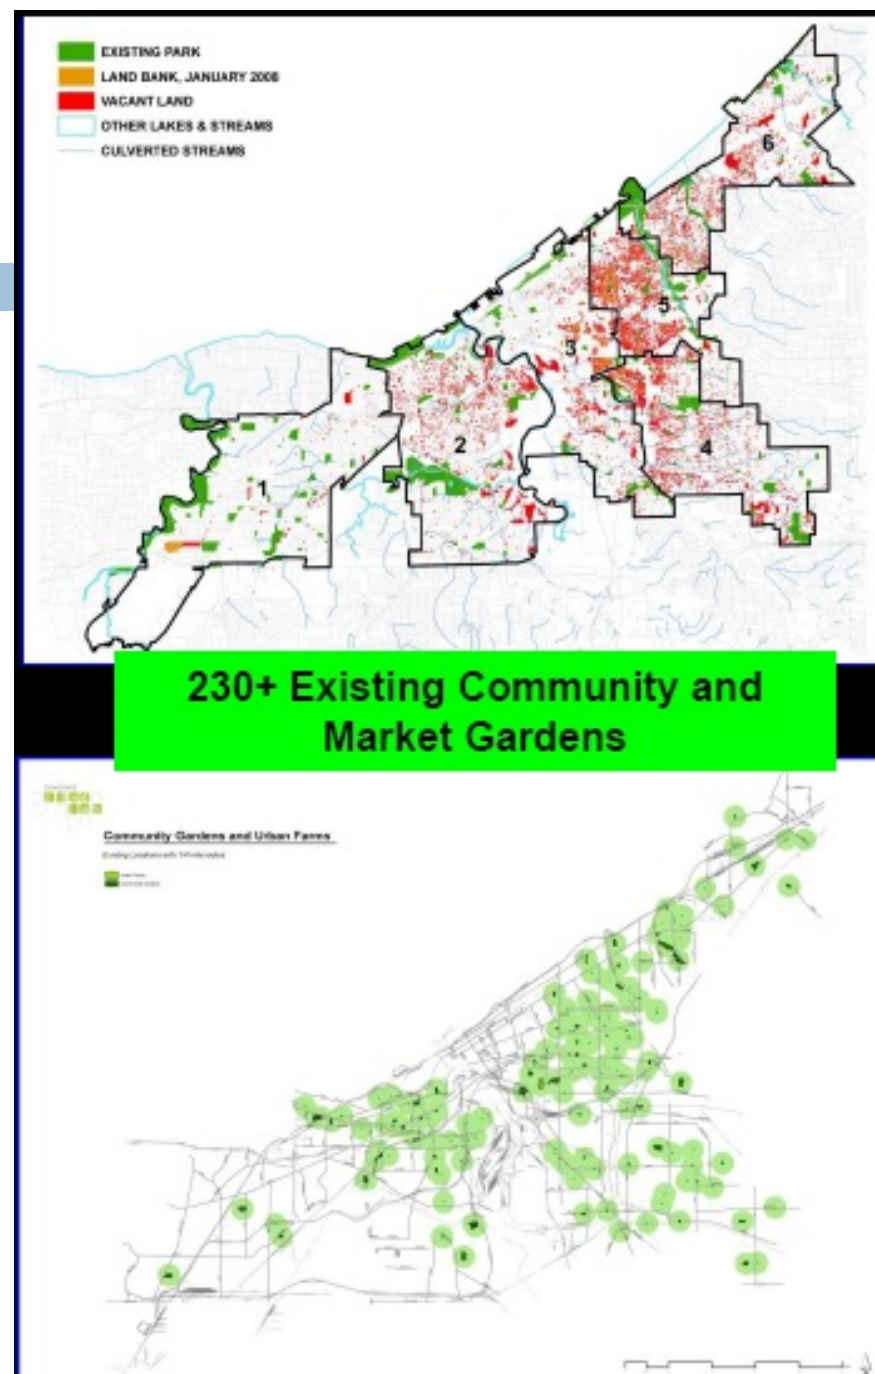 EXISTING PARK
LAND BANK, JANUARY 2008
VACANT LAND
OTHER LAKES & STREAMS
CULVERTED STREAMS
6
5
3
4
2
1
230+ Existing Community and
Market Gardens
Community Gardens and Urban Farms